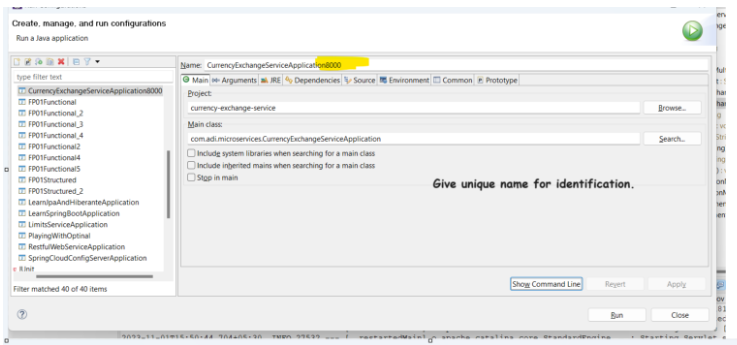 Create, manage, and run configurations
Run a Java application
Name: CurrencyExchangeServiceApplication8000
type filter text
Main Arguments JRE Dependencies Source Environment Common Prototype
CurrencyExchangeServiceApplication8000
FP01Functional
FP01Functional_2
FP01Functional_3
FP01Functional_4
FP01Functional2
FP01Functional4
FP01Functional5
FP01Structured
FP01Structured_2
LearnJpaAndHiberanteApplication
LearnSpringBootApplication
LimitsServiceApplication
PlayingWithOptinal
RestfulWebServiceApplication
SpringCloudConfigServerApplication
JUnit
Filter matched 40 of 40 items
Project:
currency-exchange-service
Browse...
Main class:
com.adi.microservices.CurrencyExchangeServiceApplication
Search...
Include system libraries when searching for a main class
Include inherited mains when searching for a main class
Stop in main
Give unique name for identification.
Show Command Line Revert Apply
Run Close